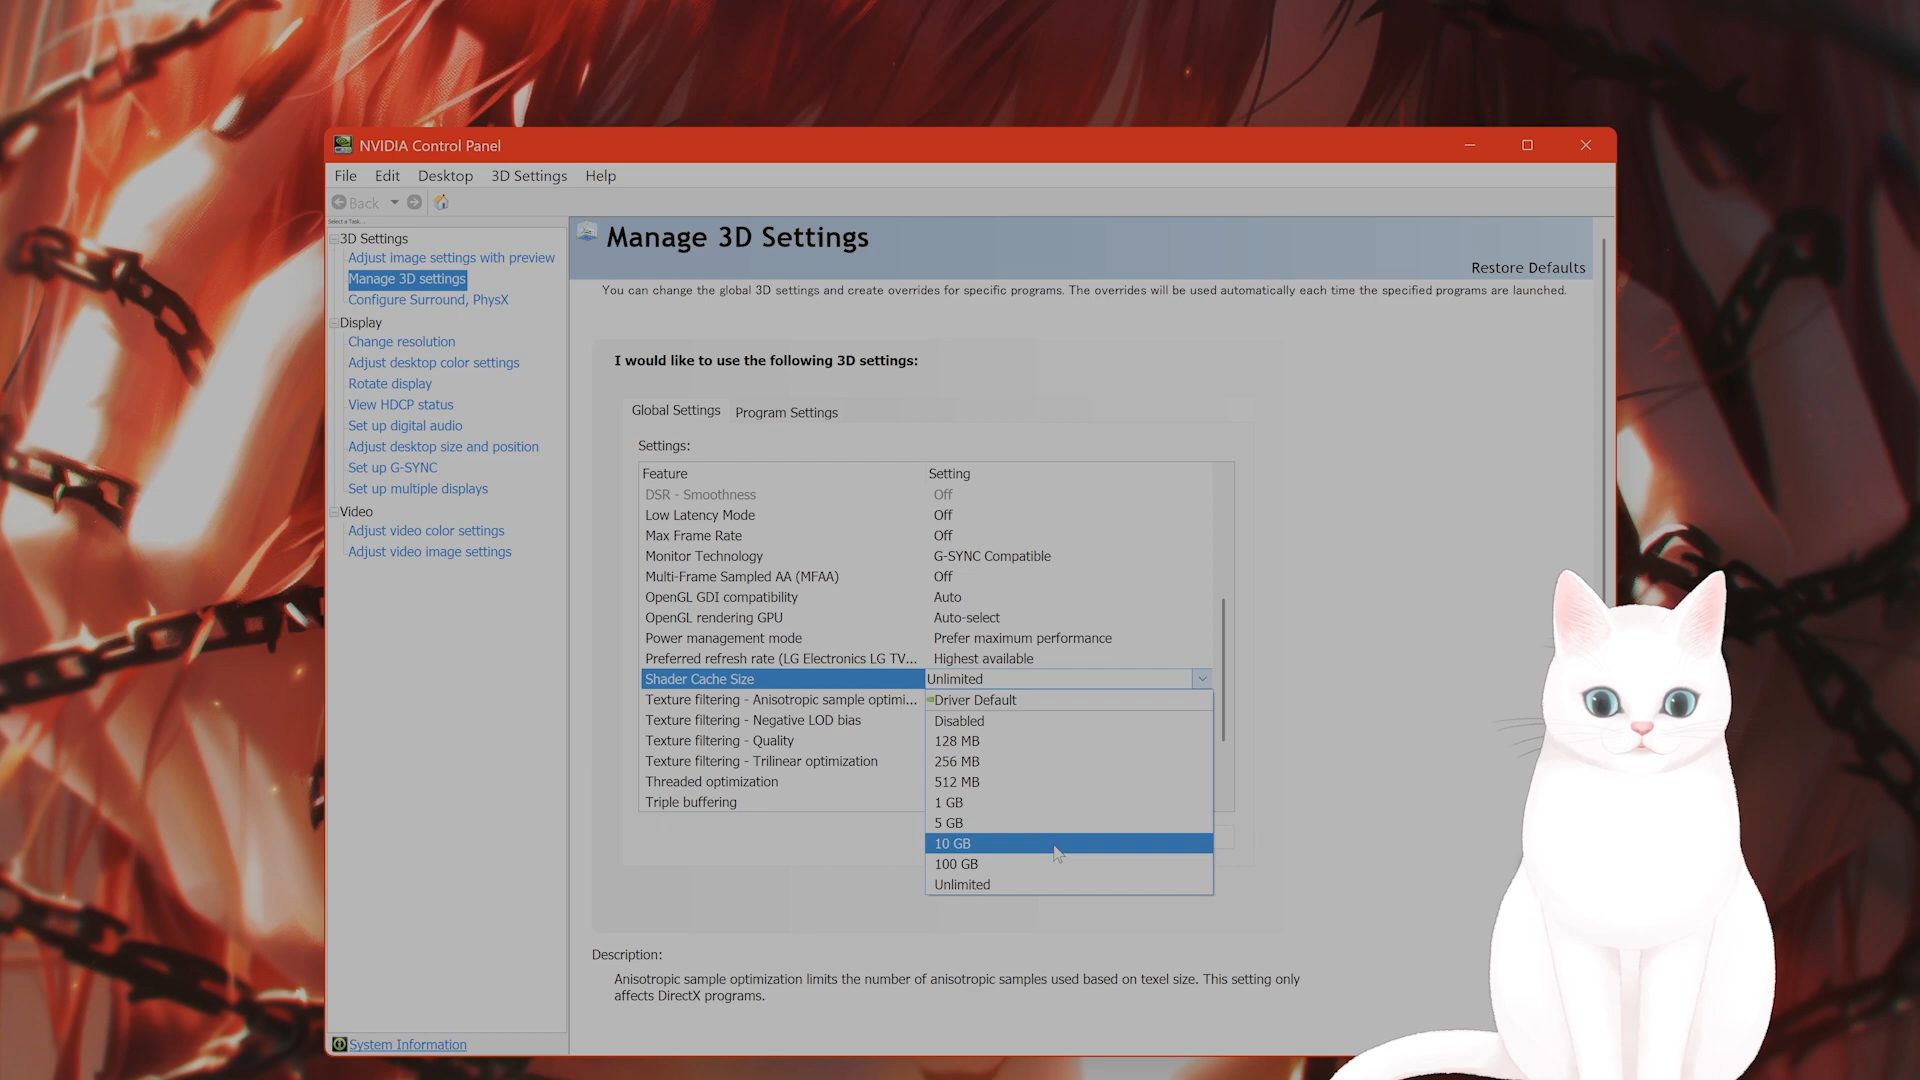 NVIDIA Control Panel
File Edit Desktop 3D Settings Help
Back
Select a Task...
3D Settings
Adjust image settings with preview
Manage 3D settings
Configure Surround, PhysX
Display
Change resolution
Adjust desktop color settings
Rotate display
View HDCP status
Set up digital audio
Adjust desktop size and position
Set up G-SYNC
Set up multiple displays
Video
Adjust video color settings
Adjust video image settings
System Information
Manage 3D Settings
Restore Defaults
You can change the global 3D settings and create overrides for specific programs. The overrides will be used automatically each time the specified programs are launched.
I would like to use the following 3D settings:
Global Settings Program Settings
Settings:
Feature Setting
DSR - Smoothness Off
Low Latency Mode Off
Max Frame Rate Off
Monitor Technology G-SYNC Compatible
Multi-Frame Sampled AA (MFAA) Off
OpenGL GDI compatibility Auto
OpenGL rendering GPU Auto-select
Power management mode Prefer maximum performance
Preferred refresh rate (LG Electronics LG TV... Highest available
Shader Cache Size Unlimited
Texture filtering - Anisotropic sample optimi... Driver Default
Texture filtering - Negative LOD bias Disabled
Texture filtering - Quality 128 MB
Texture filtering - Trilinear optimization 256 MB
Threaded optimization 512 MB
Triple buffering 1 GB
5 GB
10 GB
100 GB
Unlimited
Description:
Anisotropic sample optimization limits the number of anisotropic samples used based on texel size. This setting only
affects DirectX programs.